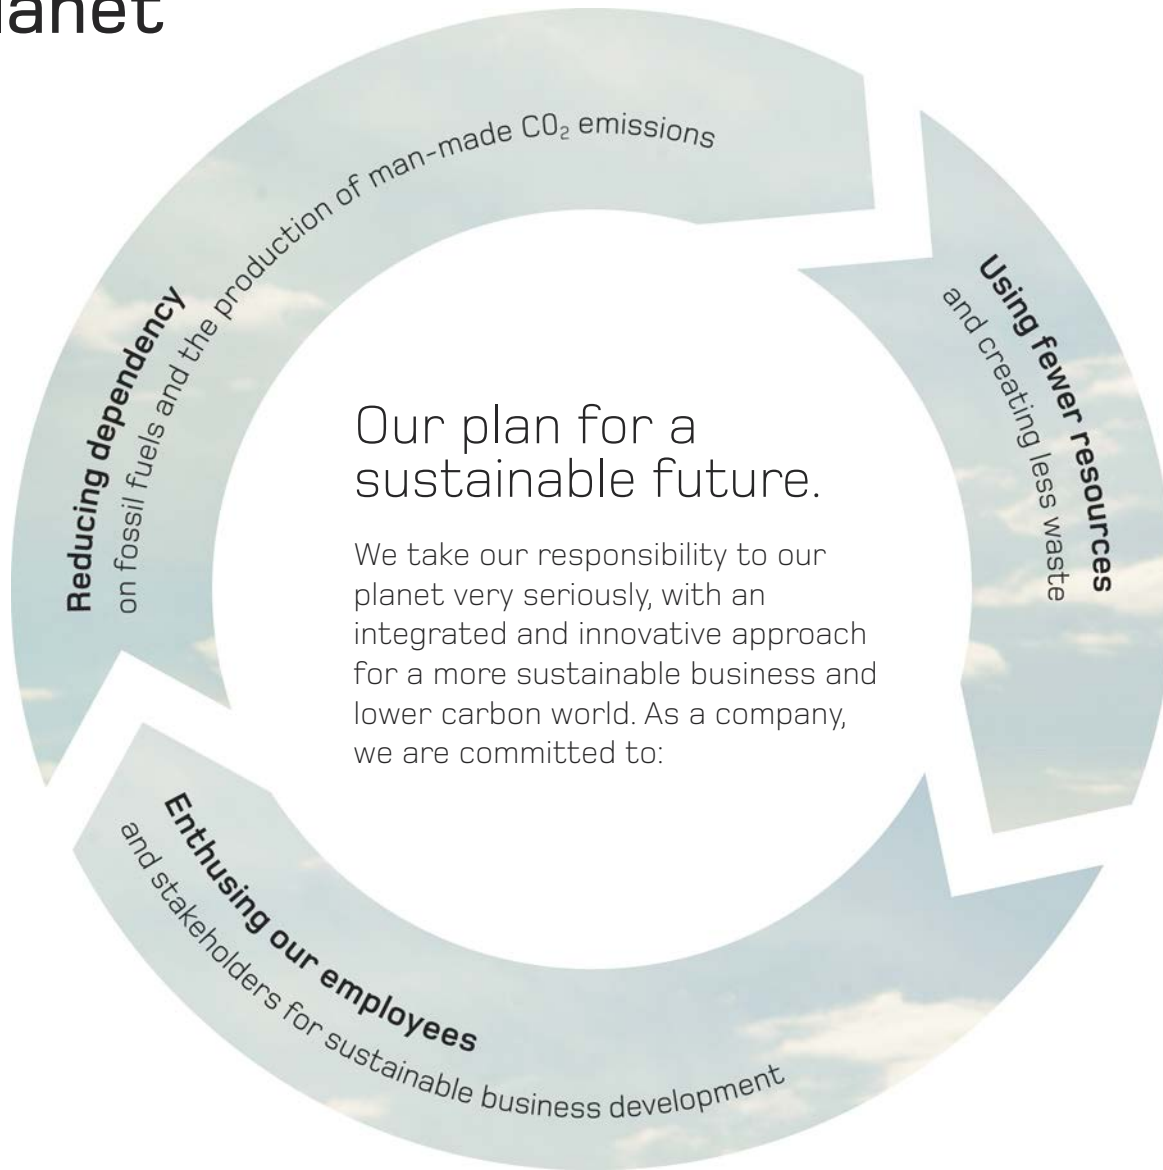 Reducing dependency
on fossil fuels and the production of man-made CO₂ emissions
Using fewer resources
and creating less waste
Our plan for a
sustainable future.
We take our responsibility to our
planet very seriously, with an
integrated and innovative approach
for a more sustainable business and
lower carbon world. As a company,
we are committed to:
Enthusing our employees
and stakeholders for sustainable business development